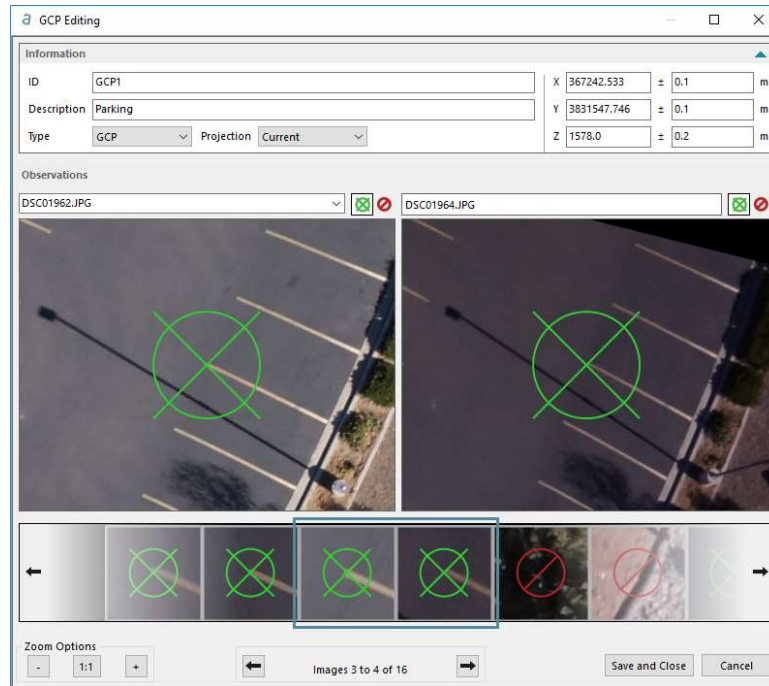 a GCP Editing
Information
ID GCP1 X 367242.533 ± 0.1 m
Description Parking Y 3831547.746 ± 0.1 m
Type GCP Projection Current Z 1578.0 ± 0.2 m
Observations
DSC01962.JPG DSC01964.JPG
Zoom Options
- 1:1 + Images 3 to 4 of 16 Save and Close Cancel